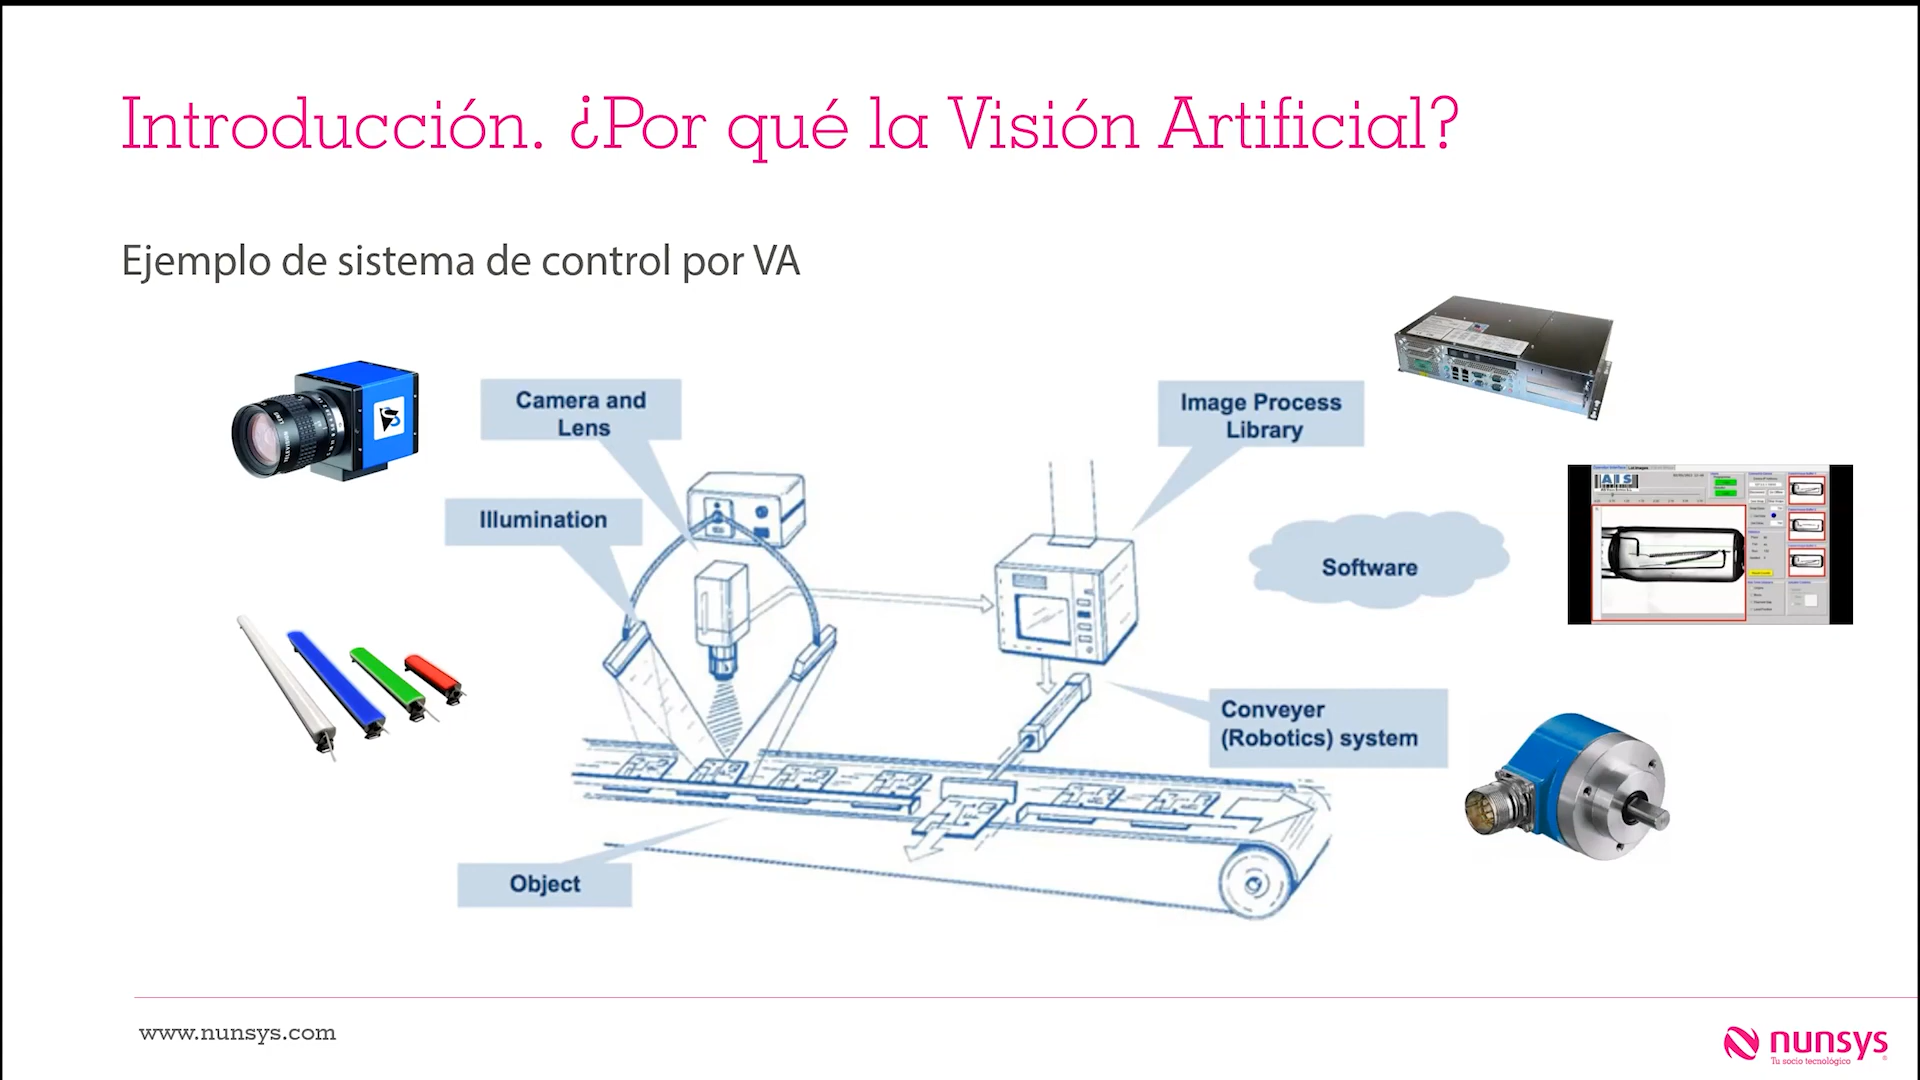 Introducción. ¿Por qué la Visión Artificial?
Ejemplo de sistema de control por VA
Camera and
Lens
Image Process
Library
Illumination
Software
AIS
Conveyer
(Robotics) system
Object
www.nunsys.com
nunsys
Tu socio tecnológico